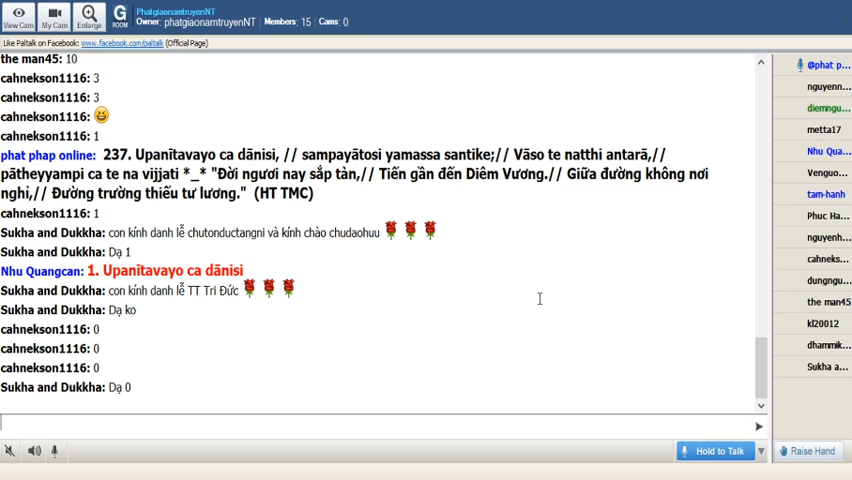 PhatgiaonamtruyenNT
Owner: phatgiaonamtruyenNT Members: 15 Cams: 0
View Cam My Cam Enlarge G ROOM
Like Paltalk on Facebook: www.facebook.com/paltalk (Official Page)
the man45: 10
cahnekson1116: 3
cahnekson1116: 3
cahnekson1116:
cahnekson1116: 1
phat phap online: 237. Upanītavayo ca dānisi, // sampayātosi yamassa santike;// Vāso te natthi antarā,//
pātheyyampi ca te na vijjati *_* "Đời ngươi nay sắp tàn,// Tiến gần đến Diêm Vương.// Giữa đường không nơi
nghỉ,// Đường trường thiếu tư lương." (HT TMC)
cahnekson1116: 1
Sukha and Dukkha: con kính danh lễ chutonductangni và kính chào chudaohuu
Sukha and Dukkha: Dạ 1
Nhu Quangcan: 1. Upanītavayo ca dānisi
Sukha and Dukkha: con kính danh lễ TT Trí Đức
Sukha and Dukkha: Dạ ko
cahnekson1116: 0
cahnekson1116: 0
cahnekson1116: 0
Sukha and Dukkha: Dạ 0
@phat p...
nguyenn...
diemngu...
metta17
Nhu Qua...
Venguo...
tam-hanh
Phuc Ha...
nguyenh...
cahneks...
dungngu...
the man45
kl20012
dhammik...
Sukha a...
Hold to Talk Raise Hand